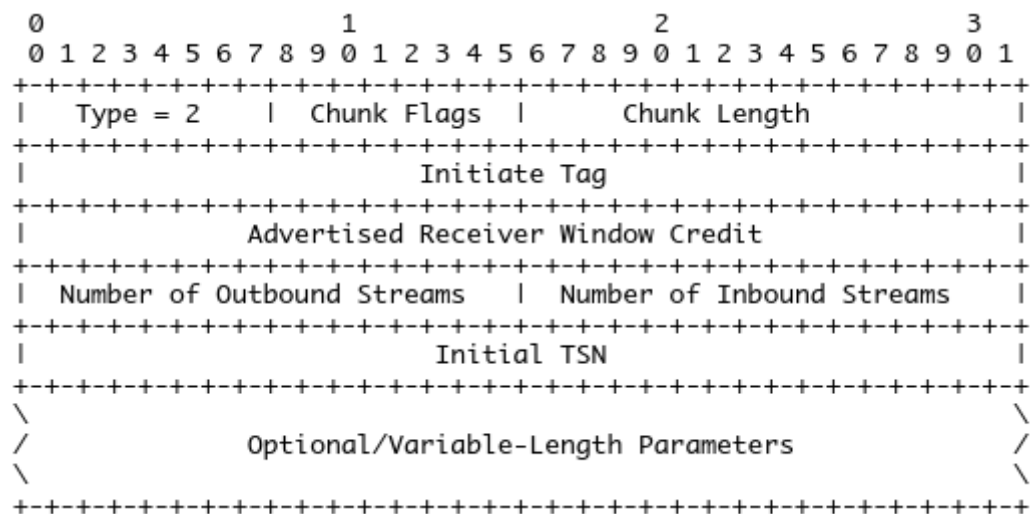 0                   1                   2                   3
 0 1 2 3 4 5 6 7 8 9 0 1 2 3 4 5 6 7 8 9 0 1 2 3 4 5 6 7 8 9 0 1
+-+-+-+-+-+-+-+-+-+-+-+-+-+-+-+-+-+-+-+-+-+-+-+-+-+-+-+-+-+-+-+-+
|   Type = 2    |  Chunk Flags  |      Chunk Length             |
+-+-+-+-+-+-+-+-+-+-+-+-+-+-+-+-+-+-+-+-+-+-+-+-+-+-+-+-+-+-+-+-+
|                         Initiate Tag                          |
+-+-+-+-+-+-+-+-+-+-+-+-+-+-+-+-+-+-+-+-+-+-+-+-+-+-+-+-+-+-+-+-+
|              Advertised Receiver Window Credit                |
+-+-+-+-+-+-+-+-+-+-+-+-+-+-+-+-+-+-+-+-+-+-+-+-+-+-+-+-+-+-+-+-+
|  Number of Outbound Streams   |  Number of Inbound Streams    |
+-+-+-+-+-+-+-+-+-+-+-+-+-+-+-+-+-+-+-+-+-+-+-+-+-+-+-+-+-+-+-+-+
|                          Initial TSN                          |
+-+-+-+-+-+-+-+-+-+-+-+-+-+-+-+-+-+-+-+-+-+-+-+-+-+-+-+-+-+-+-+-+
\                                                               \
/              Optional/Variable-Length Parameters              /
\                                                               \
+-+-+-+-+-+-+-+-+-+-+-+-+-+-+-+-+-+-+-+-+-+-+-+-+-+-+-+-+-+-+-+-+